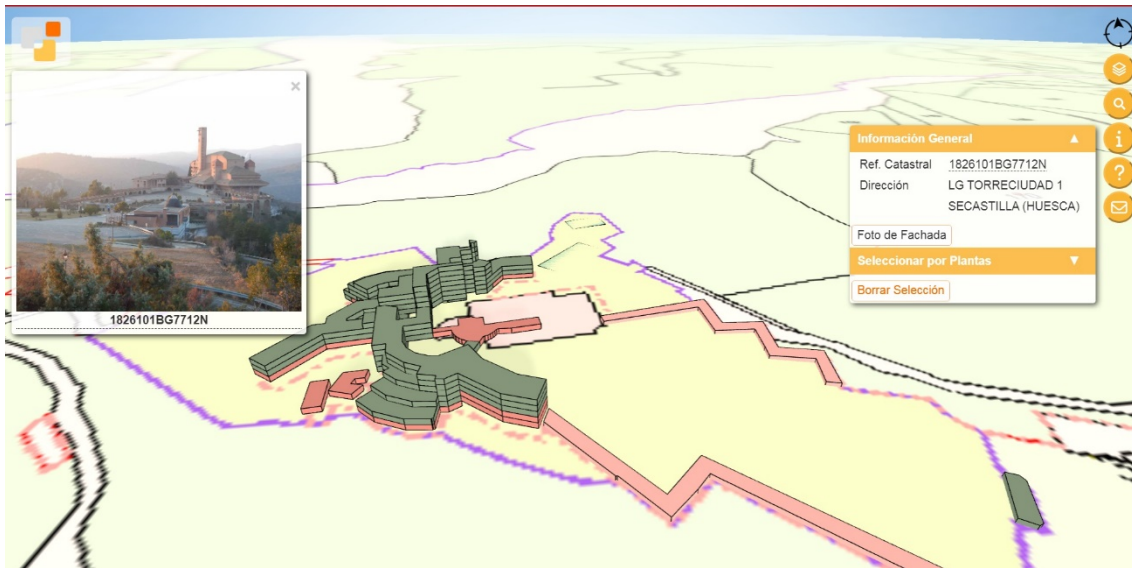 ×
1826101BG7712N
Información General ▲
Ref. Catastral 1826101BG7712N
Dirección LG TORRECIUDAD 1
SECASTILLA (HUESCA)
Foto de Fachada
Seleccionar por Plantas ▼
Borrar Selección
i
?